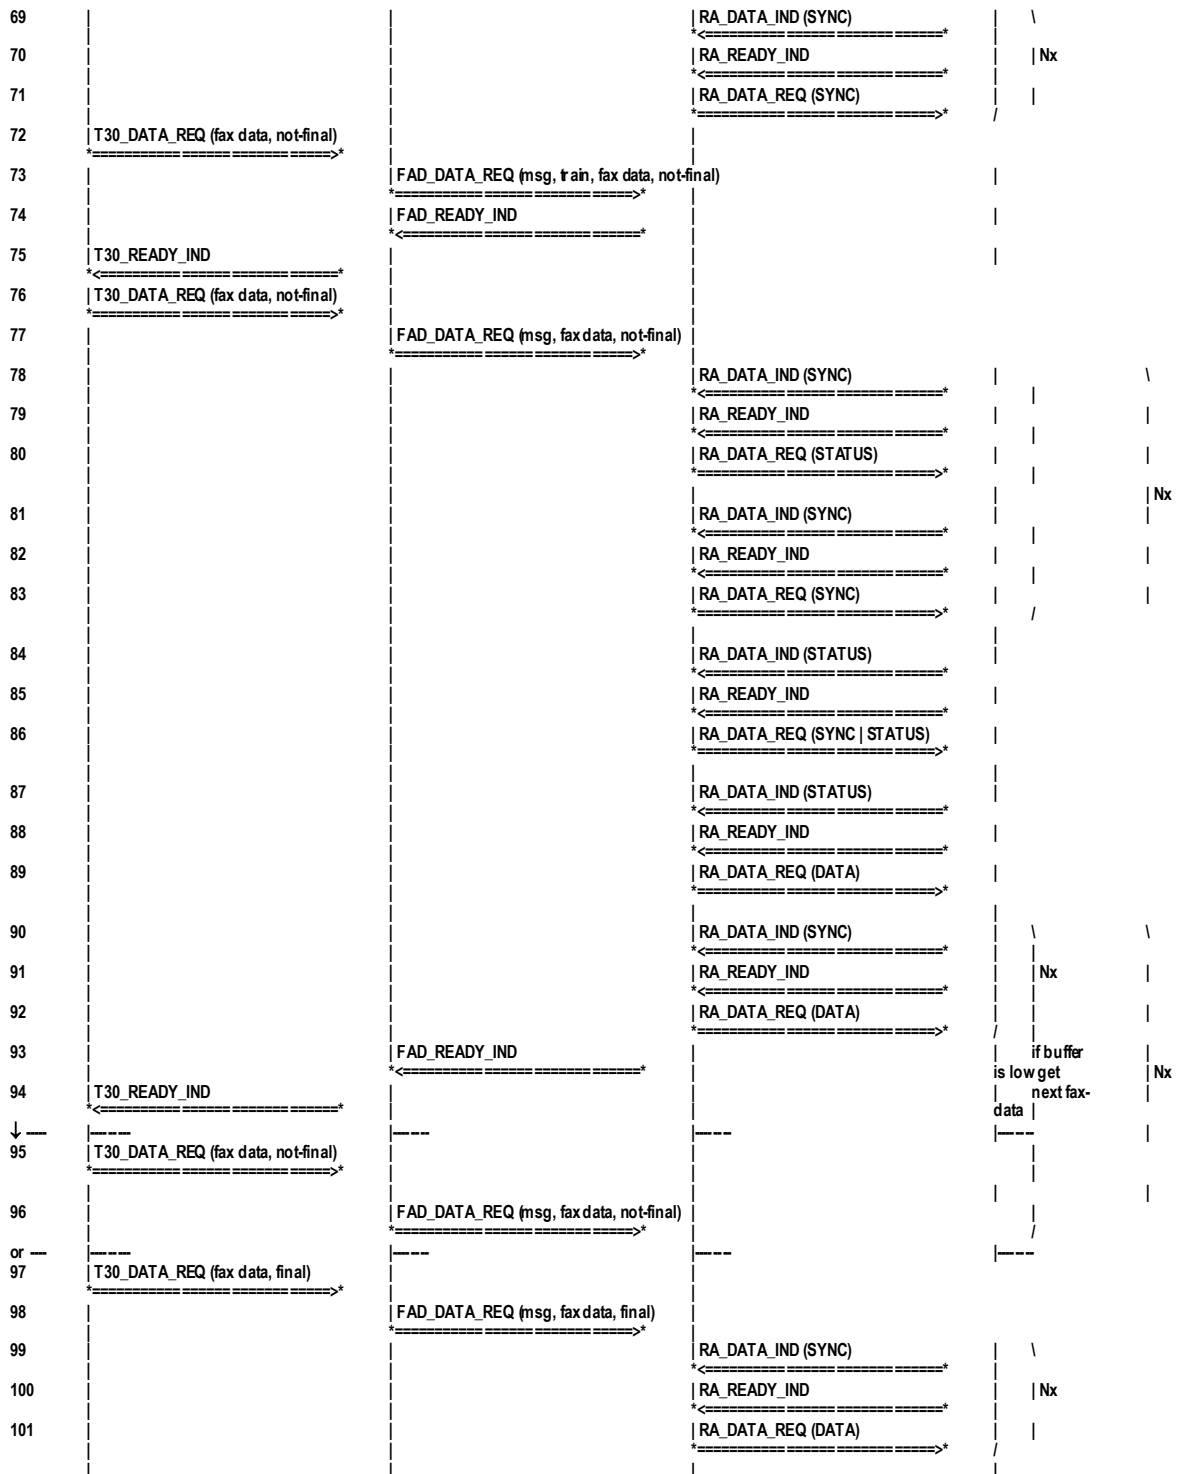 69 | | | RA_DATA_IND (SYNC) | \
| | *<=============================* |
70 | | | RA_READY_IND | | Nx
| | *<=============================* |
71 | | | RA_DATA_REQ (SYNC) | |
| | *=============================>* /
72 | T30_DATA_REQ (fax data, not-final) | |
*=============================>* | |
73 | | FAD_DATA_REQ (msg, train, fax data, not-final) |
| *=============================>* |
74 | | FAD_READY_IND | |
| *<=============================* |
75 | T30_READY_IND | | |
*<=============================* | |
76 | T30_DATA_REQ (fax data, not-final) | |
*=============================>* | |
77 | | FAD_DATA_REQ (msg, fax data, not-final) |
| *=============================>* |
78 | | | RA_DATA_IND (SYNC) | \
| | *<=============================* |
79 | | | RA_READY_IND | |
| | *<=============================* |
80 | | | RA_DATA_REQ (STATUS) | |
| | *=============================>* |
| | | | | Nx
81 | | | RA_DATA_IND (SYNC) | |
| | *<=============================* |
82 | | | RA_READY_IND | |
| | *<=============================* |
83 | | | RA_DATA_REQ (SYNC) | |
| | *=============================>* /
| | | |
84 | | | RA_DATA_IND (STATUS) |
| | *<=============================*
85 | | | RA_READY_IND |
| | *<=============================*
86 | | | RA_DATA_REQ (SYNC | STATUS) |
| | *=============================>*
| | | |
87 | | | RA_DATA_IND (STATUS) |
| | *<=============================*
88 | | | RA_READY_IND |
| | *<=============================*
89 | | | RA_DATA_REQ (DATA) |
| | *=============================>*
| | | |
90 | | | RA_DATA_IND (SYNC) | \ \
| | *<=============================* | |
91 | | | RA_READY_IND | | Nx |
| | *<=============================* | |
92 | | | RA_DATA_REQ (DATA) | | |
| | *=============================>* / |
93 | | FAD_READY_IND | | if buffer |
| *<=============================* | is low get | Nx
94 | T30_READY_IND | | | next fax- |
*<=============================* | | data |
↓ ----- |-------- |------ |------ |------ |
95 | T30_DATA_REQ (fax data, not-final) | | |
*=============================>* | | |
| | | | |
96 | | FAD_DATA_REQ (msg, fax data, not-final) | |
| *=============================>* | /
or ---- |-------- |------ |------ |------
97 | T30_DATA_REQ (fax data, final) | |
*=============================>* | |
98 | | FAD_DATA_REQ (msg, fax data, final) |
| *=============================>* |
99 | | | RA_DATA_IND (SYNC) | \
| | *<=============================* |
100 | | | RA_READY_IND | | Nx
| | *<=============================* |
101 | | | RA_DATA_REQ (DATA) | |
| | *=============================>* /
| | | |